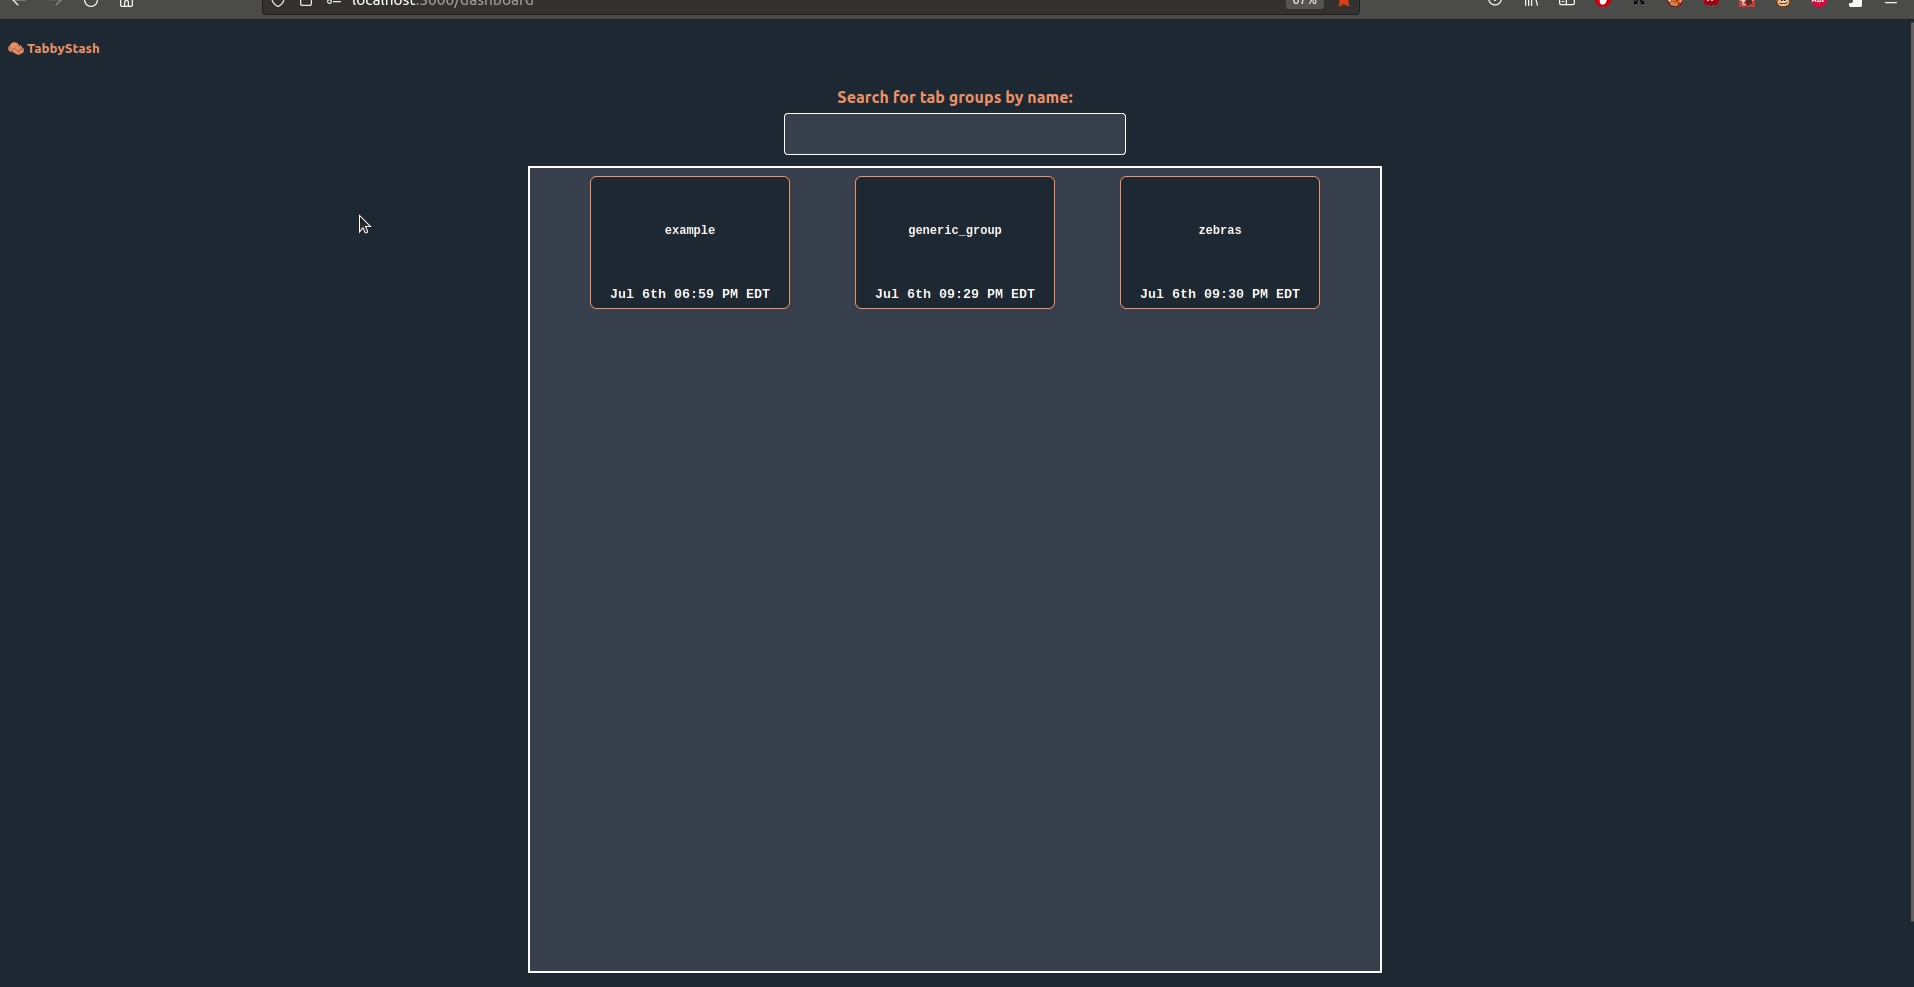 localhost:3000/dashboard
67%
TabbyStash
Search for tab groups by name:
example
generic_group
zebras
Jul 6th 06:59 PM EDT
Jul 6th 09:29 PM EDT
Jul 6th 09:30 PM EDT